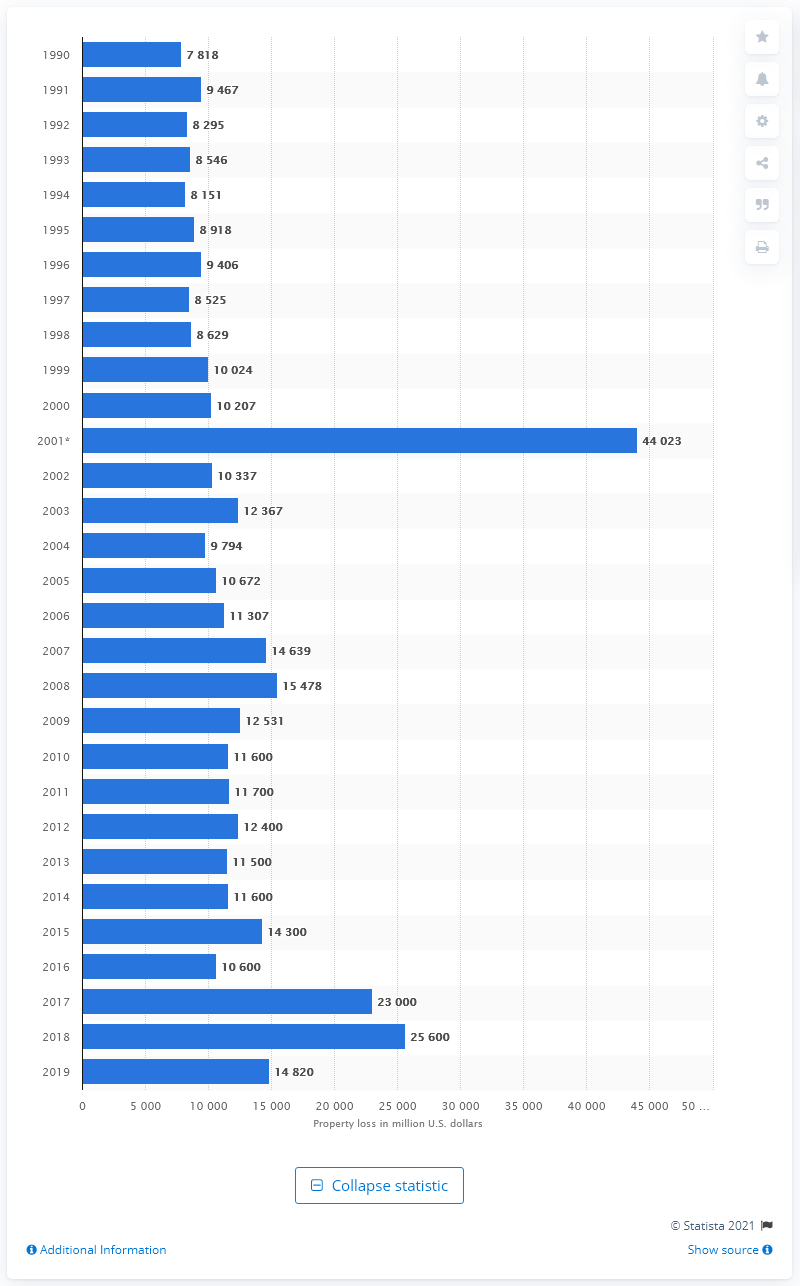 1990 7 818
1991 9 467
1992 8 295
1993 8 546
1994 8 151
1995 8 918
1996 9 406
1997 8 525
1998 8 629
1999 10 024
2000 10 207
2001* 44 023
2002 10 337
2003 12 367
2004 9 794
2005 10 672
2006 11 307
2007 14 639
2008 15 478
2009 12 531
2010 11 600
2011 11 700
2012 12 400
2013 11 500
2014 11 600
2015 14 300
2016 10 600
2017 23 000
2018 25 600
2019 14 820
0 5 000 10 000 15 000 20 000 25 000 30 000 35 000 40 000 45 000 50 ...
Property loss in million U.S. dollars
Collapse statistic
© Statista 2021
Additional Information Show source